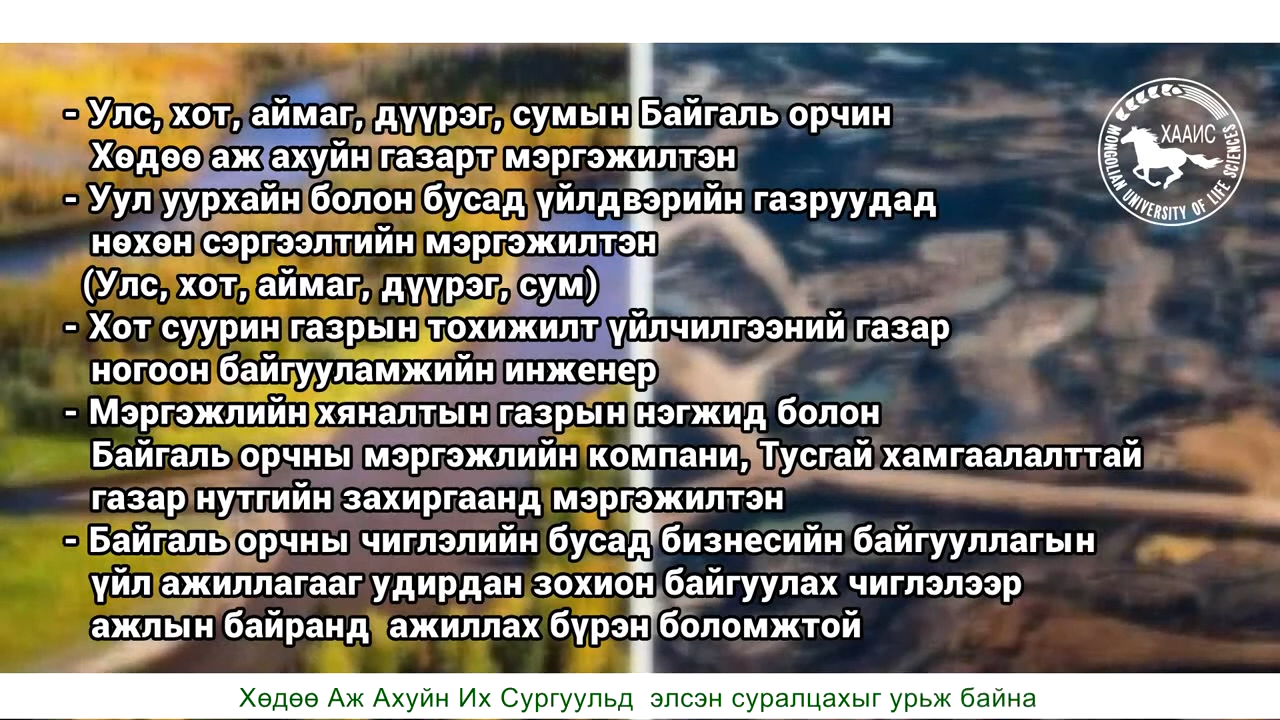 - Улс, хот, аймаг, дүүрэг, сумын Байгаль орчин
Хөдөө аж ахуйн газарт мэргэжилтэн
- Уул уурхайн болон бусад үйлдвэрийн газруудад
нөхөн сэргээлтийн мэргэжилтэн
(Улс, хот, аймаг, дүүрэг, сум)
- Хот суурин газрын тохижилт үйлчилгээний газар
ногоон байгууламжийн инженер
- Мэргэжлийн хяналтын газрын нэгжид болон
Байгаль орчны мэргэжлийн компани, Тусгай хамгаалалттай
газар нутгийн захиргаанд мэргэжилтэн
- Байгаль орчны чиглэлийн бусад бизнесийн байгууллагын
үйл ажиллагааг удирдан зохион байгуулах чиглэлээр
ажлын байранд ажиллах бүрэн боломжтой
ХААИС
MONGOLIAN UNIVERSITY OF LIFE SCIENCES
Хөдөө Аж Ахуйн Их Сургуульд элсэн суралцахыг урьж байна